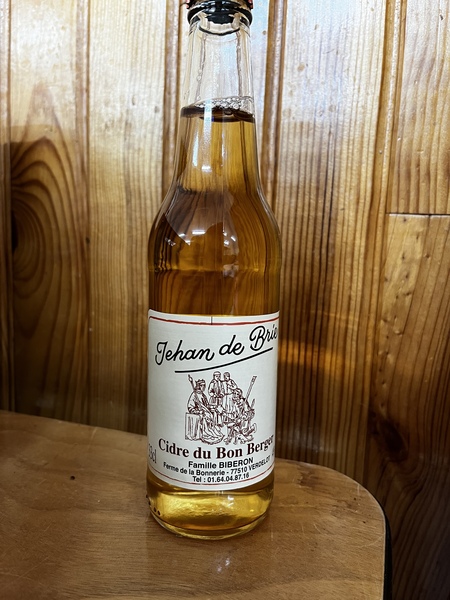 Jehan de Brie
Cidre du Bon Berger
Famille BIBERON
Ferme de la Bonnerie - 77510 VERDELOT
Tel : 01.64.04.87.16